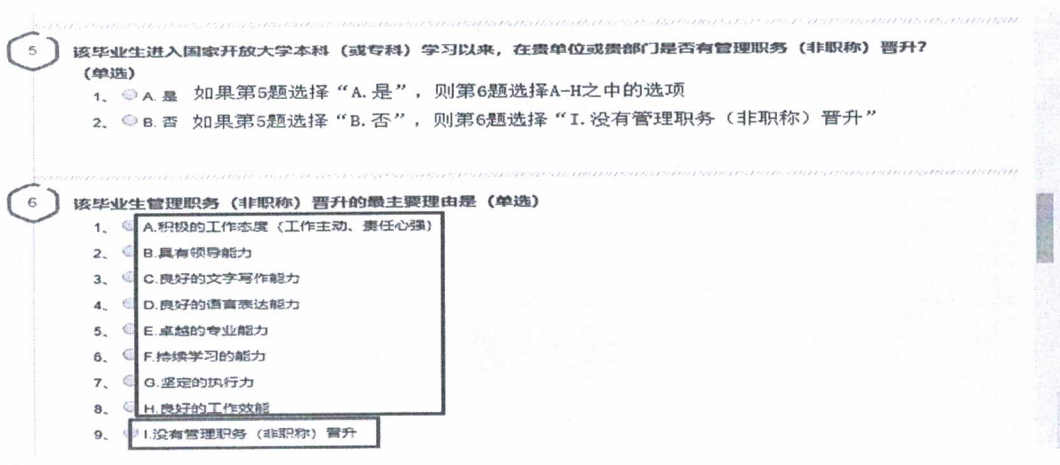 5 该毕业生进入国家开放大学本科（或专科）学习以来，在贵单位或贵部门是否有管理职务（非职称）晋升？
（单选）
1、 A. 是 如果第5题选择“A.是”，则第6题选择A-H之中的选项
2、 B. 否 如果第5题选择“B.否”，则第6题选择“I.没有管理职务（非职称）晋升”
6 该毕业生管理职务（非职称）晋升的最主要理由是（单选）
1、 A.积极的工作态度（工作主动、责任心强）
2、 B.具有领导能力
3、 C.良好的文字写作能力
4、 D.良好的语言表达能力
5、 E.卓越的专业能力
6、 F.持续学习的能力
7、 G.坚定的执行力
8、 H.良好的工作效能
9、 I.没有管理职务（非职称）晋升